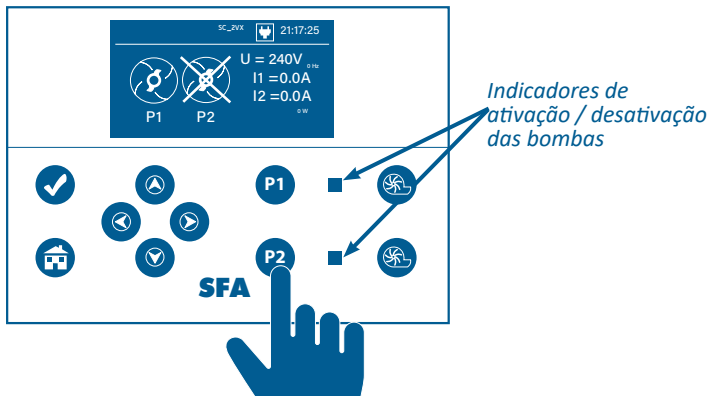 SC_2VX 21:17:25
U = 240V 0 Hz
I1 =0.0A
I2 =0.0A
0 W
P1 P2
Indicadores de
ativação / desativação
das bombas
P1
P2
SFA